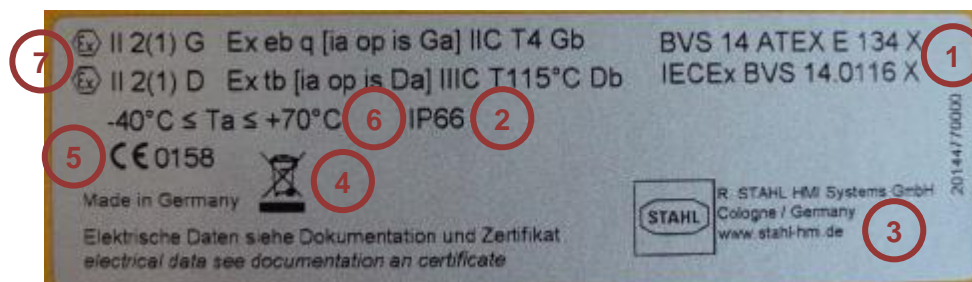 II 2(1) G Ex eb q [ia op is Ga] IIC T4 Gb
II 2(1) D Ex tb [ia op is Da] IIIC T115°C Db
BVS 14 ATEX E 134 X
IECEx BVS 14.0116 X
-40°C ≤ Ta ≤ +70°C IP66
CE 0158
Made in Germany
Elektrische Daten siehe Dokumentation und Zertifikat
electrical data see documentation an certificate
STAHL
R. STAHL HMI Systems GmbH
Cologne / Germany
www.stahl-hmi.de
20144770000
7
1
6
2
5
4
3